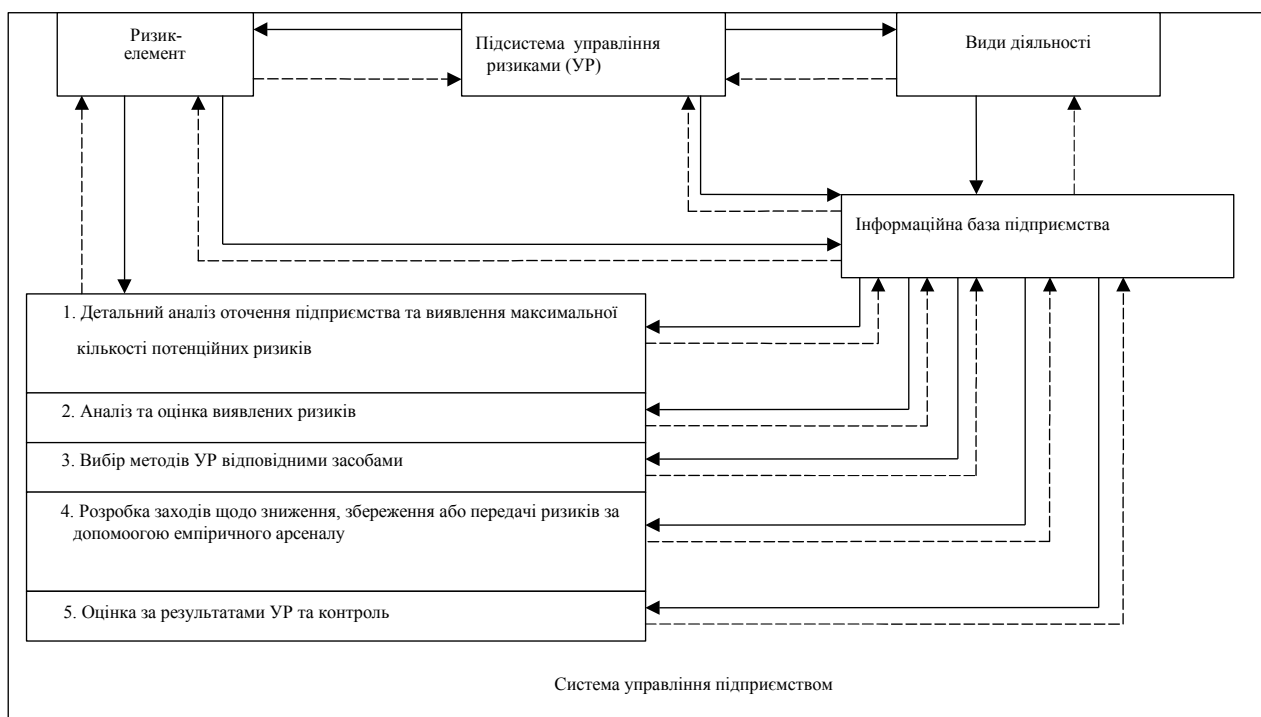 Ризик-
елемент
Підсистема управління
ризиками (УР)
Види діяльності
Інформаційна база підприємства
1. Детальний аналіз оточення підприємства та виявлення максимальної
кількості потенційних ризиків
2. Аналіз та оцінка виявлених ризиків
3. Вибір методів УР відповідними засобами
4. Розробка заходів щодо зниження, збереження або передачі ризиків за
допомоогою емпіричного арсеналу
5. Оцінка за результатами УР та контроль
Система управління підприємством